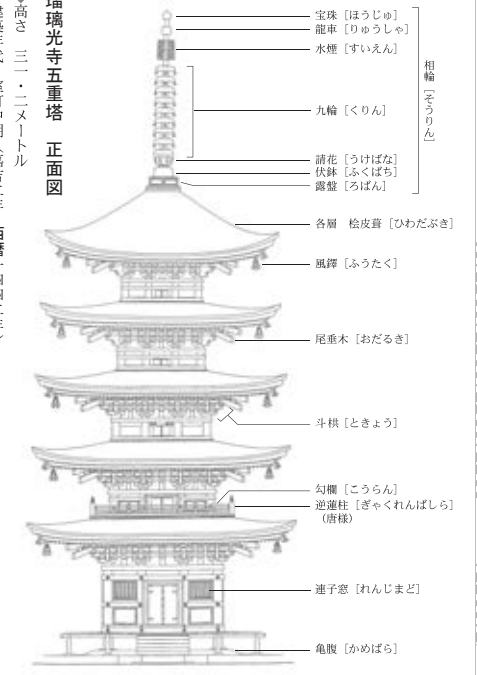 瑠璃光寺五重塔　正面図
高さ　三一・二メートル
宝珠［ほうじゅ］
龍車［りゅうしゃ］
水煙［すいえん］
九輪［くりん］
請花［うけばな］
伏鉢［ふくばち］
露盤［ろばん］
相輪［そうりん］
各層　桧皮葺［ひわだぶき］
風鐸［ふうたく］
尾垂木［おだるき］
斗栱［ときょう］
勾欄［こうらん］
逆蓮柱［ぎゃくれんばしら］
（唐様）
連子窓［れんじまど］
亀腹［かめばら］